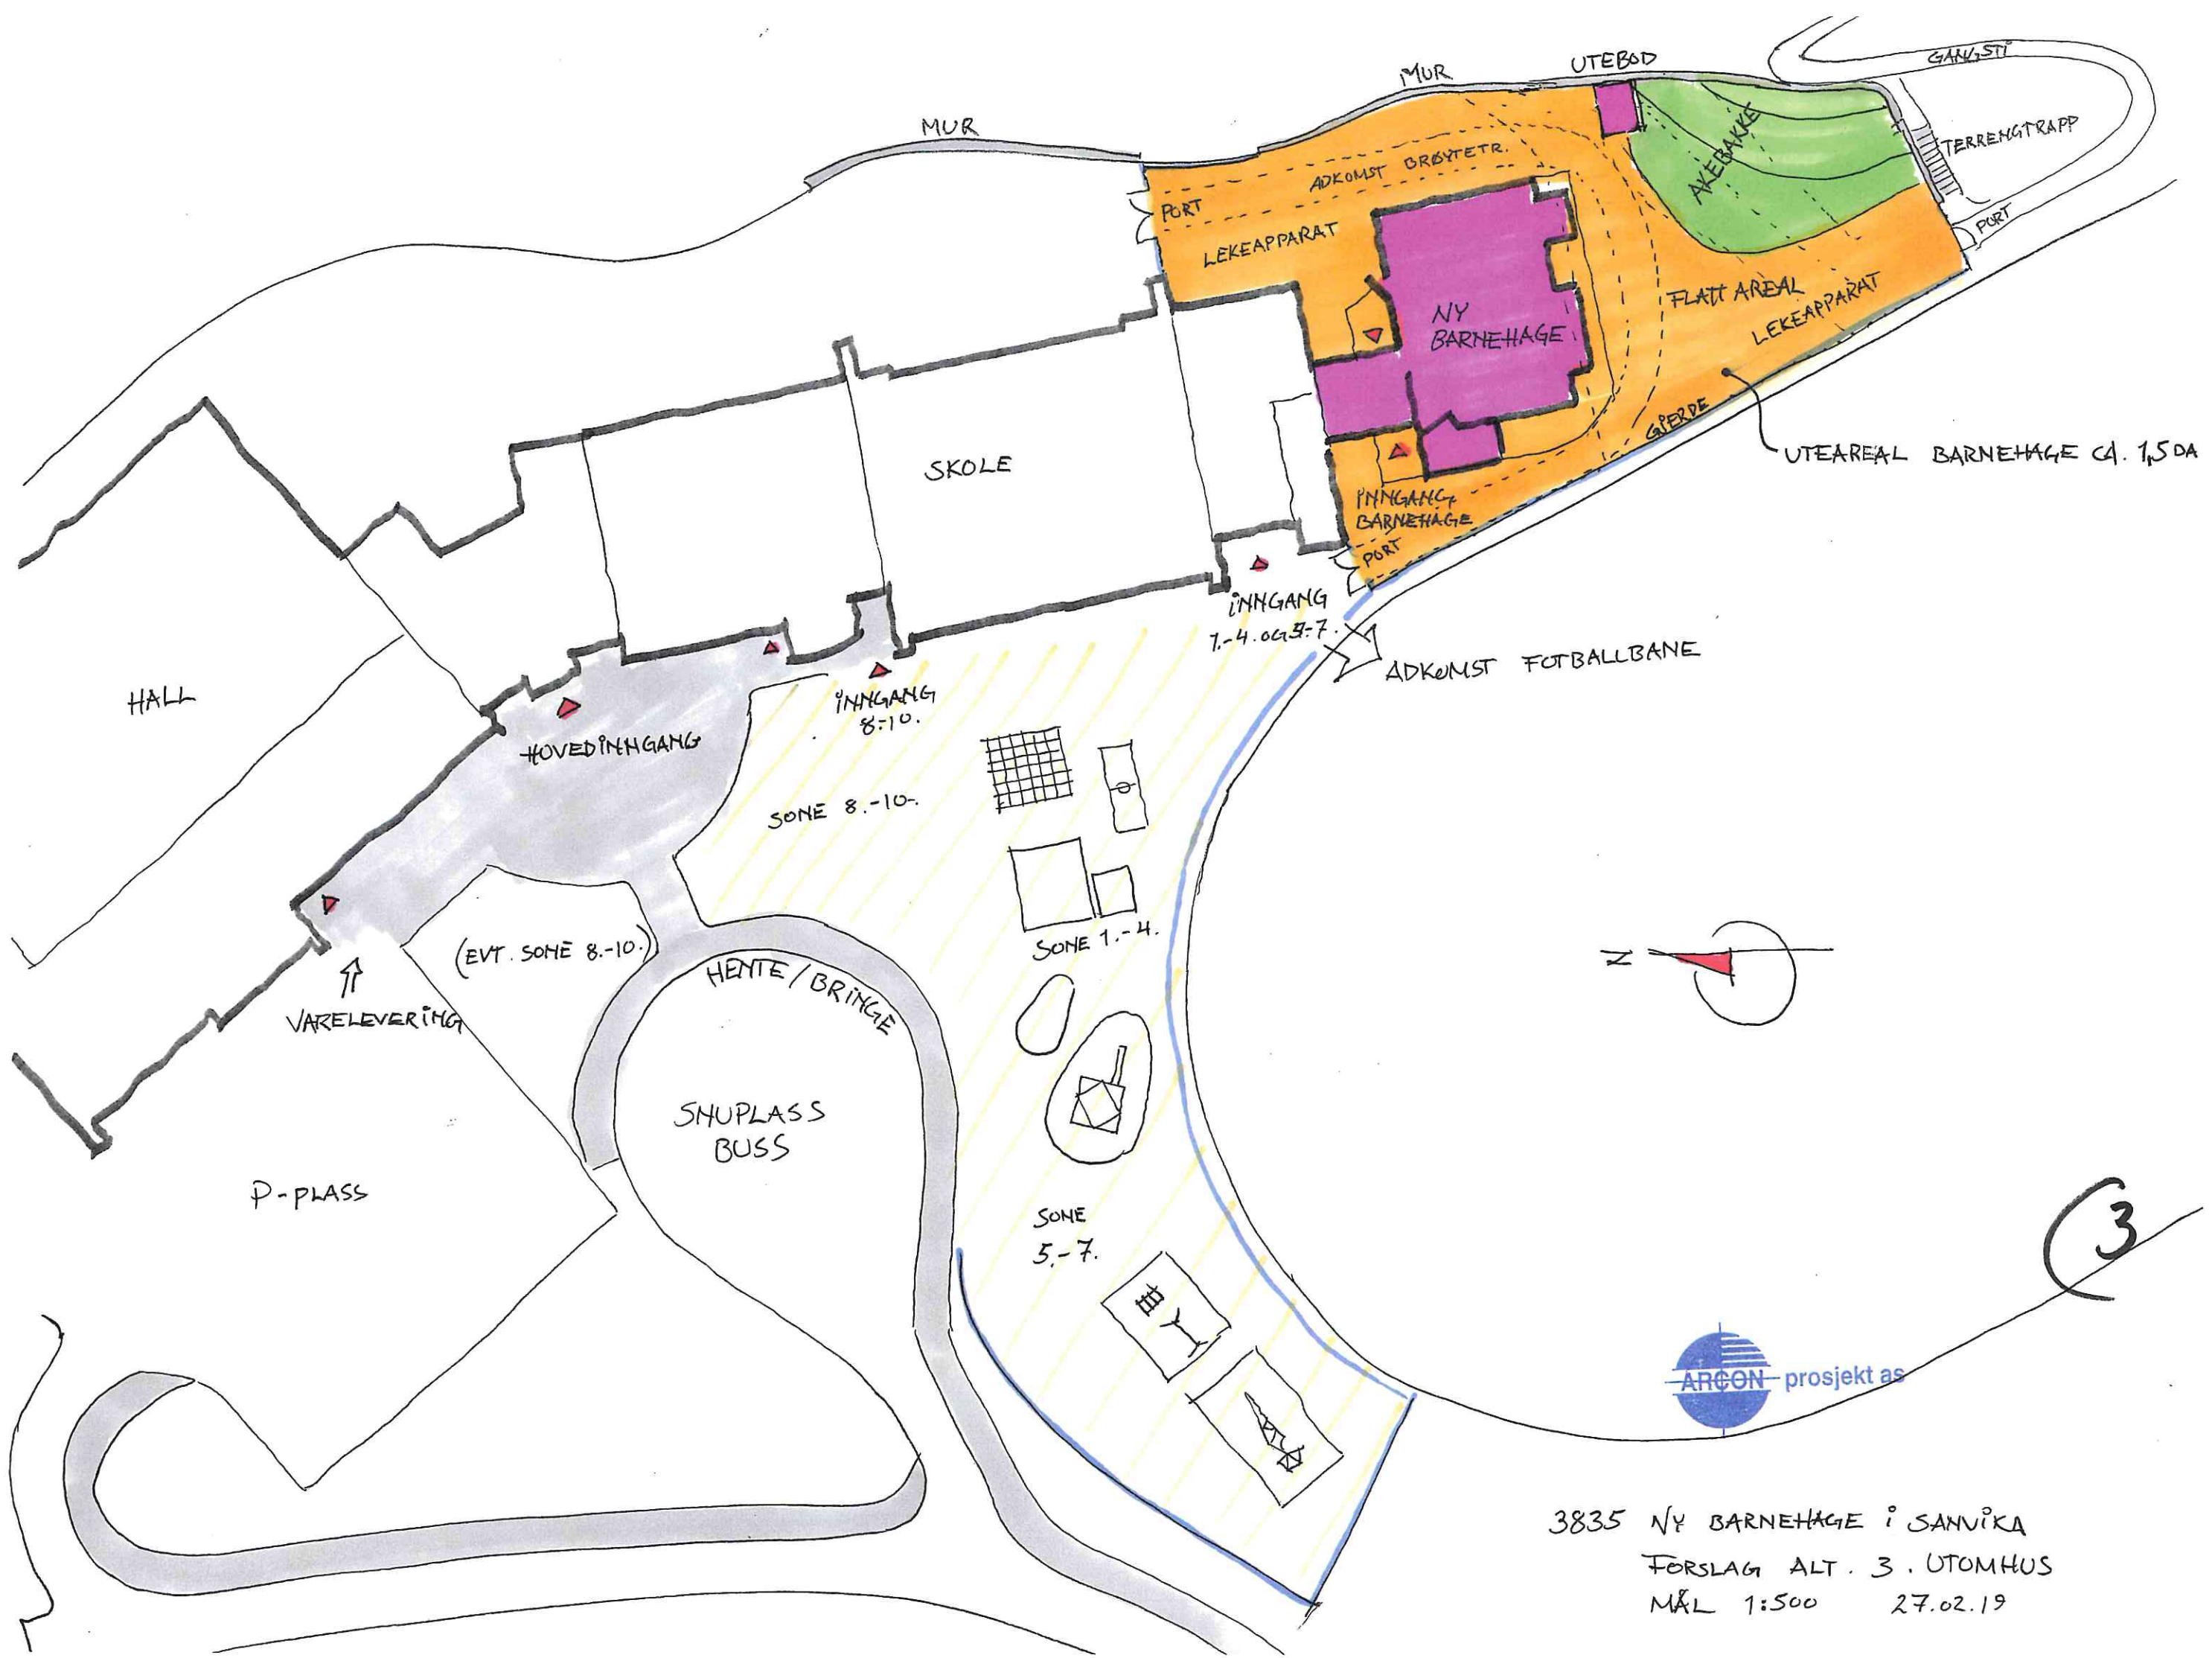 UTEBOD
MUR
GANGSTI
MUR
AKEBAKKE
TERRENGTRAPP
ADKOMST BRØYTETR.
PORT
PORT
LEKEAPPARAT
FLATT AREAL
LEKEAPPARAT
NY
BARNEHAGE
GJERDE
UTEAREAL BARNEHAGE CA. 1,5 DA
SKOLE
INNGANG
BARNEHAGE
PORT
INNGANG
1.-4. OG 5-7.
ADKOMST FOTBALLBANE
HALL
INNGANG
8-10.
HOVEDINNGANG
SONE 8.-10.
SONE 1.-4.
(EVT. SONE 8.-10.)
HENTE/BRINGE
N
VARELEVERING
SNUPLASS
BUSS
P-PLASS
SONE
5.-7.
3
ARCON prosjekt as
3835 NY BARNEHAGE I SANVIKA
FORSLAG ALT. 3. UTOMHUS
MÅL 1:500 27.02.19